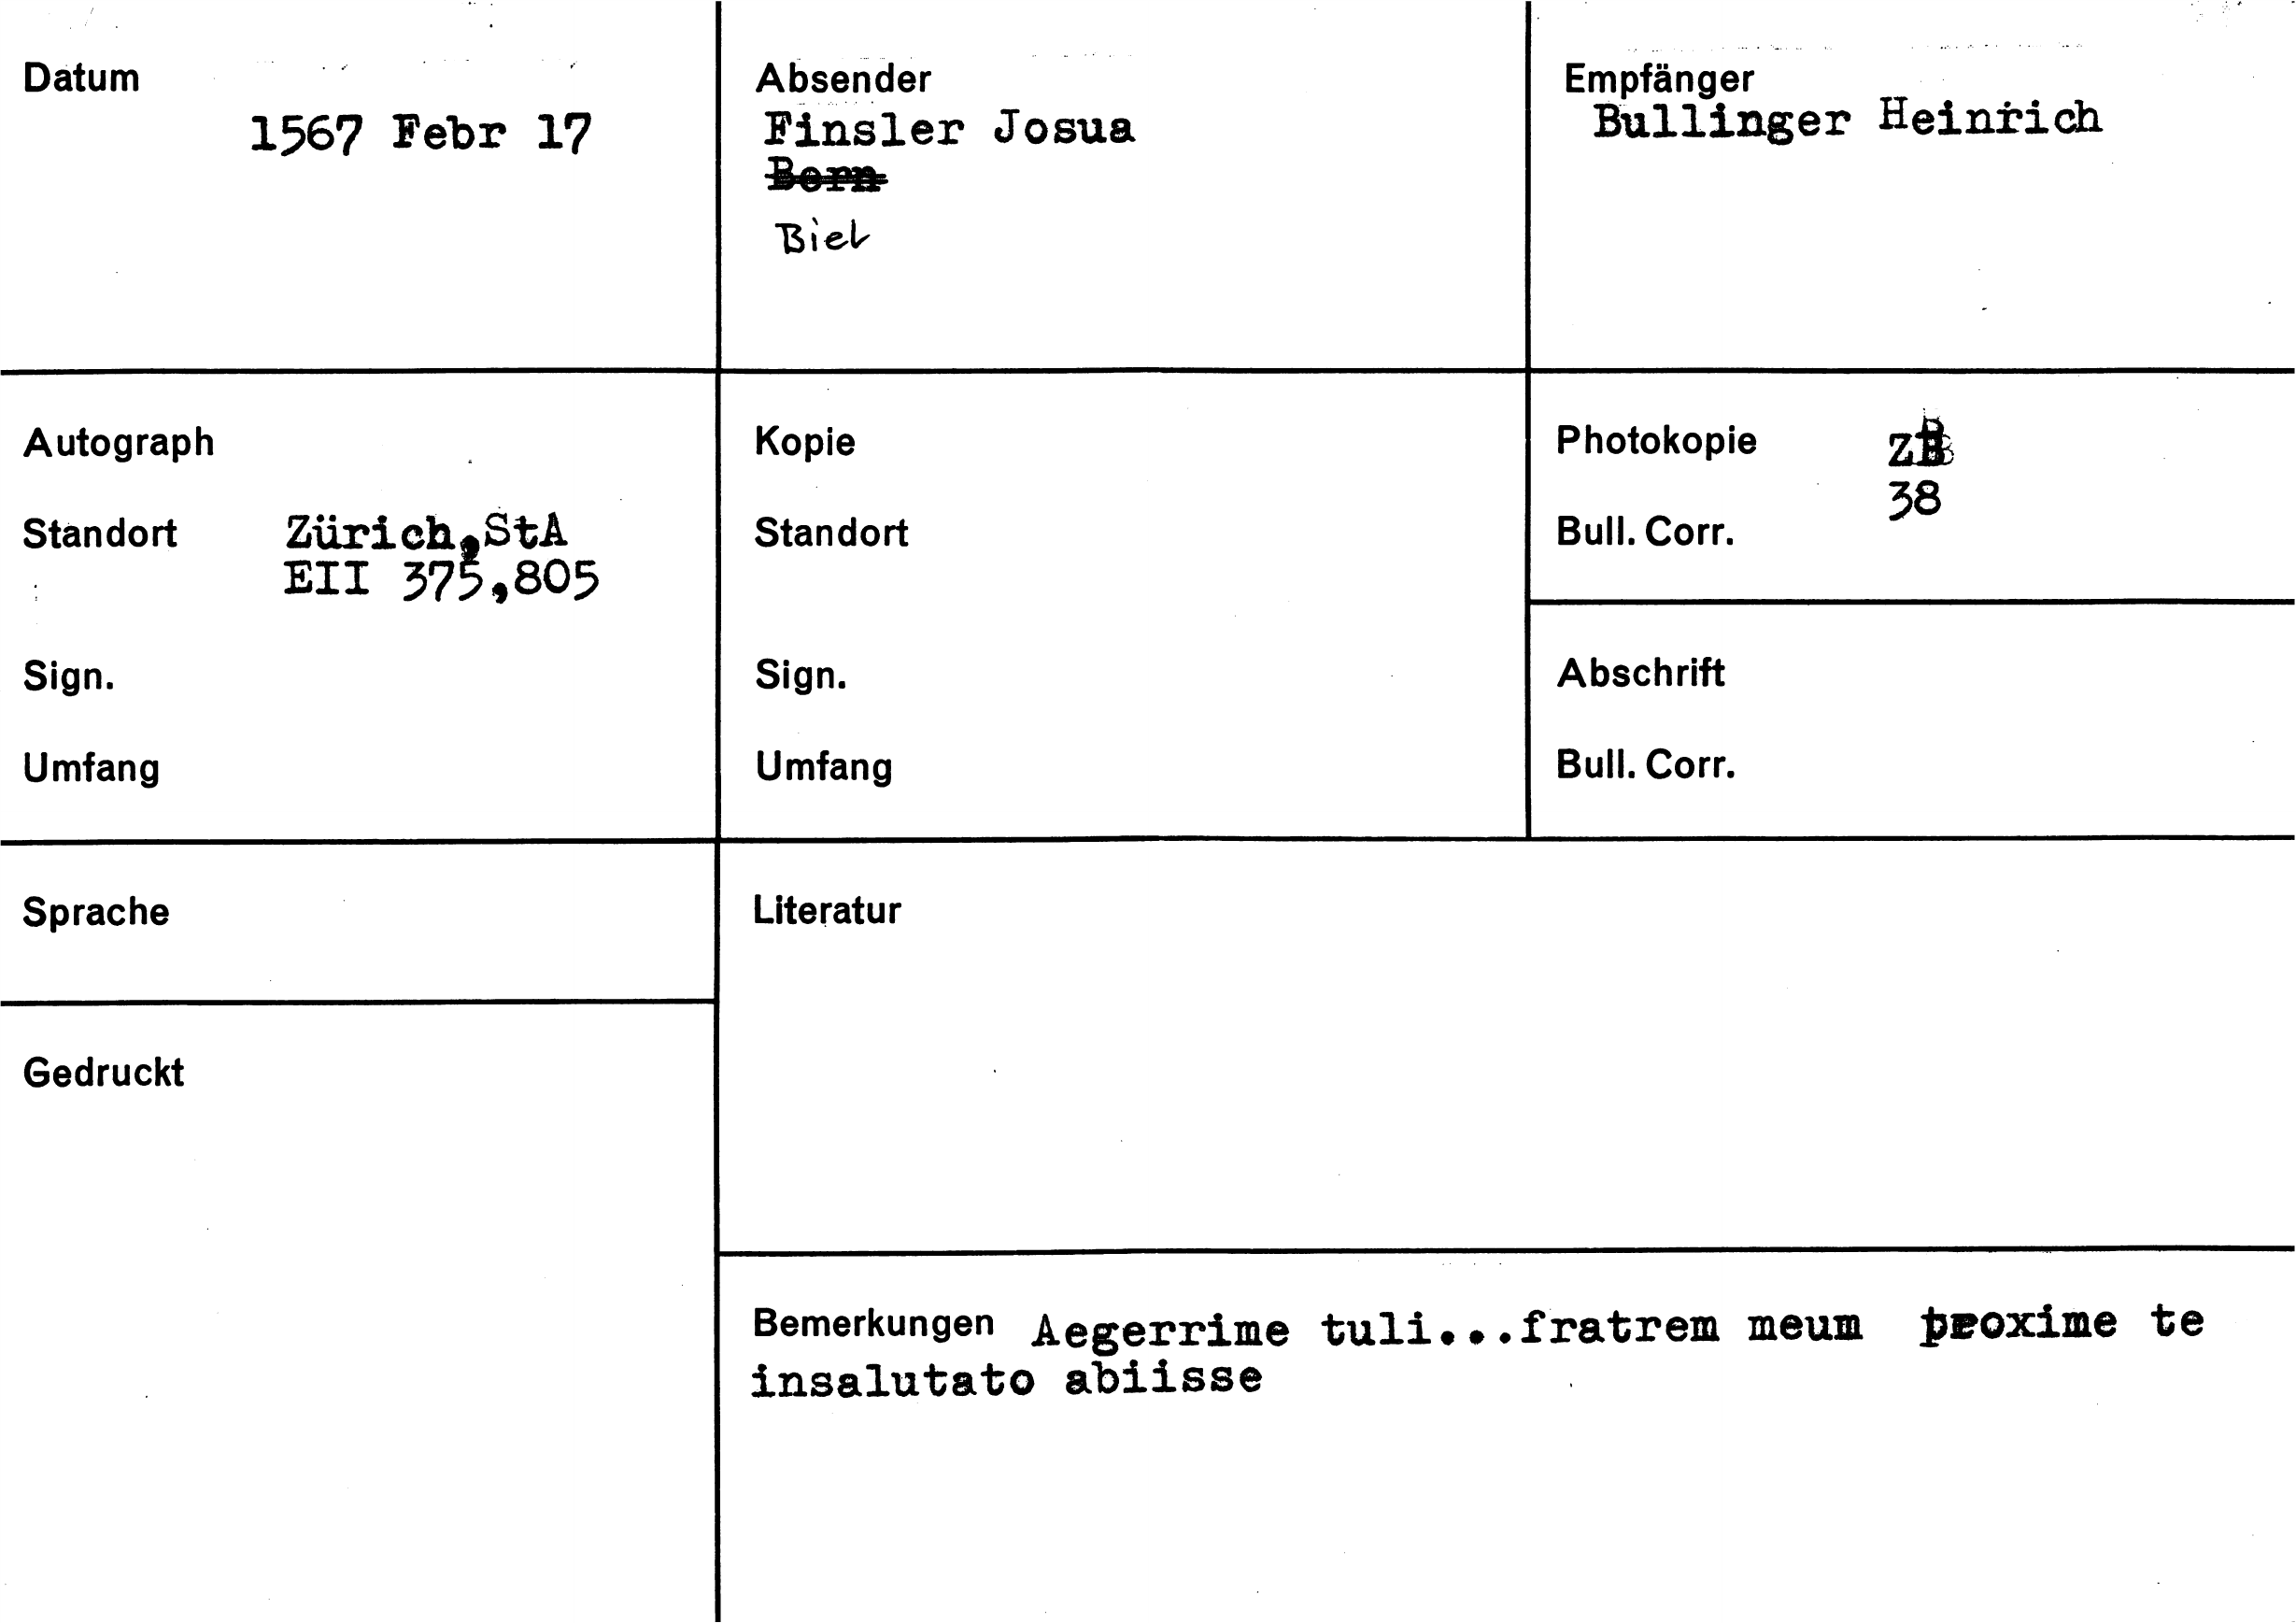 Datum
1567 Febr 17
Absender
Finsler Josua
Bern
Biel
Empfänger
Bullinger Heinrich
Autograph
Standort Zürich,StA
EII 375,805
Sign.
Umfang
Kopie
Standort
Sign.
Umfang
Photokopie ZB
38
Bull. Corr.
Abschrift
Bull. Corr.
Sprache
Gedruckt
Literatur
Bemerkungen Aegerrime tuli...fratrem meum proxime te
insalutato abiisse